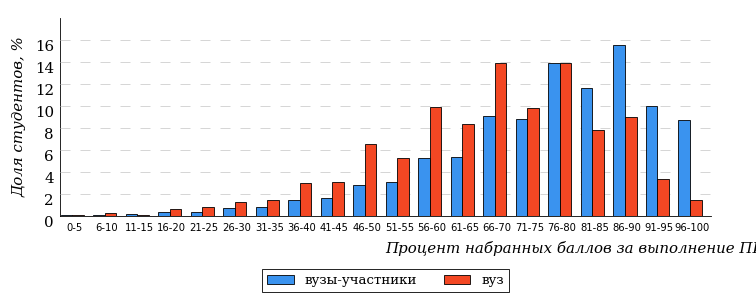 Доля студентов, %
16
14
12
10
8
6
4
2
0
0-5 6-10 11-15 16-20 21-25 26-30 31-35 36-40 41-45 46-50 51-55 56-60 61-65 66-70 71-75 76-80 81-85 86-90 91-95 96-100
Процент набранных баллов за выполнение ПИ
вузы-участники вуз